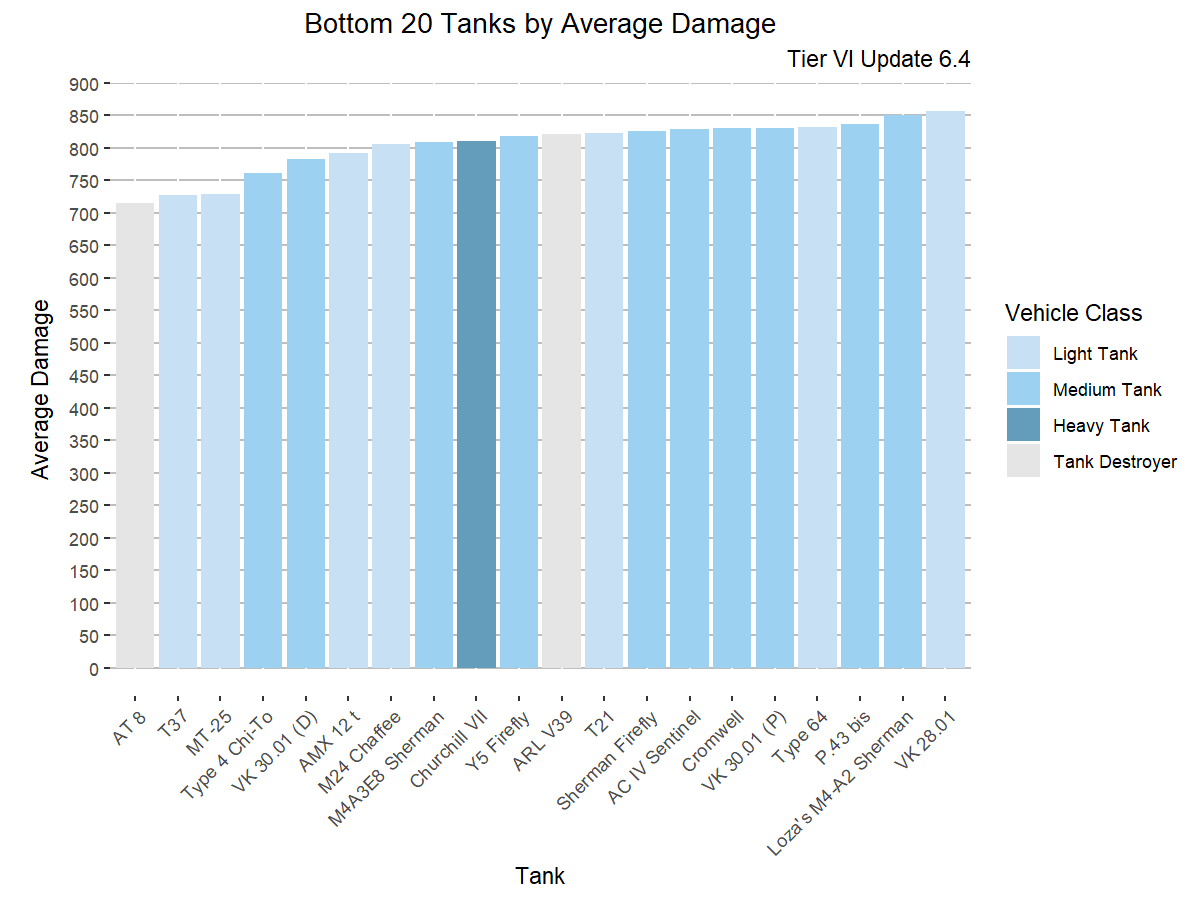 Bottom 20 Tanks by Average Damage
Tier VI Update 6.4
Average Damage
900
850
800
750
700
650
600
550
500
450
400
350
300
250
200
150
100
50
0
AT 8
T37
MT-25
Type 4 Chi-To
VK 30.01 (D)
AMX 12 t
M24 Chaffee
M4A3E8 Sherman
Churchill VII
Y5 Firefly
ARL V39
T21
Sherman Firefly
AC IV Sentinel
Cromwell
VK 30.01 (P)
Type 64
P.43 bis
Loza's M4-A2 Sherman
VK 28.01
Tank
Vehicle Class
Light Tank
Medium Tank
Heavy Tank
Tank Destroyer